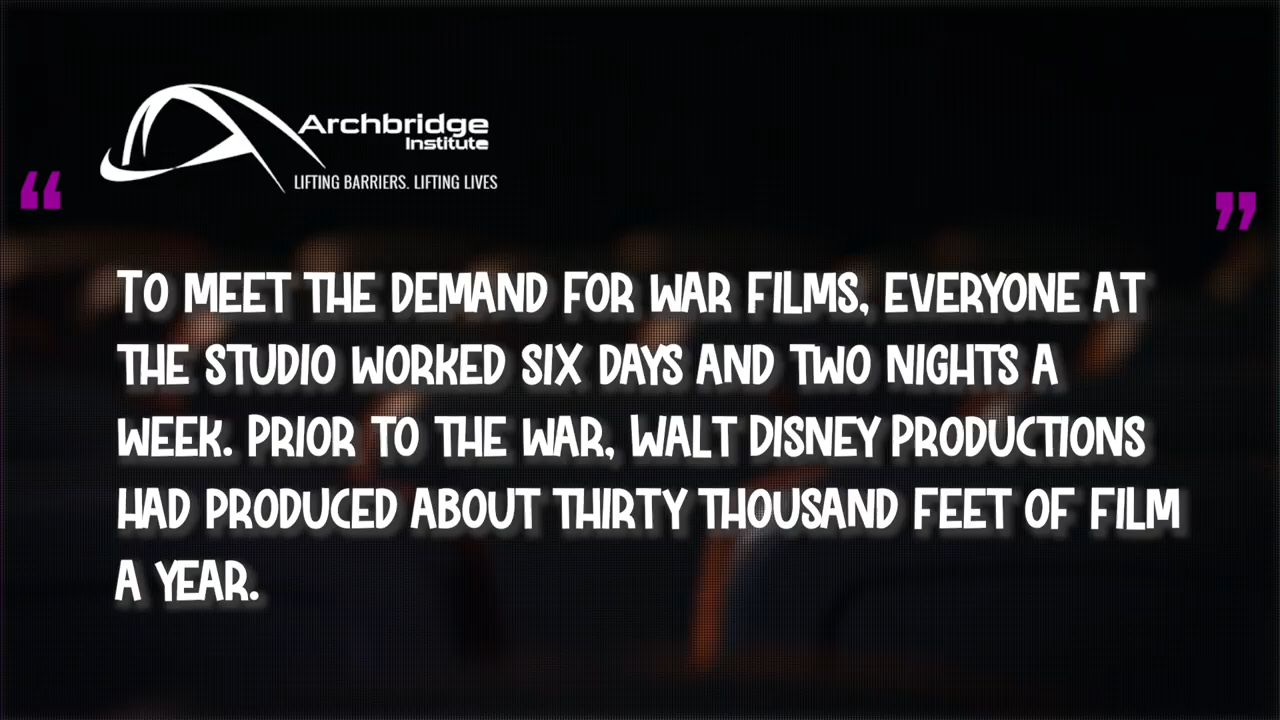 Archbridge
Institute
LIFTING BARRIERS. LIFTING LIVES
“ ”
TO MEET THE DEMAND FOR WAR FILMS, EVERYONE AT
THE STUDIO WORKED SIX DAYS AND TWO NIGHTS A
WEEK. PRIOR TO THE WAR, WALT DISNEY PRODUCTIONS
HAD PRODUCED ABOUT THIRTY THOUSAND FEET OF FILM
A YEAR.